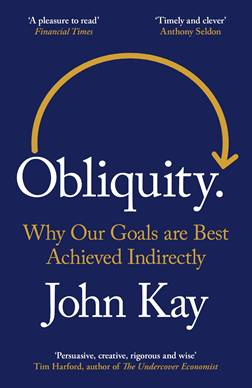 ‘A pleasure to read’
Financial Times
‘Timely and clever’
Anthony Seldon
Obliquity.
Why Our Goals are Best
Achieved Indirectly
John Kay
‘Persuasive, creative, rigorous and wise’
Tim Harford, author of The Undercover Economist